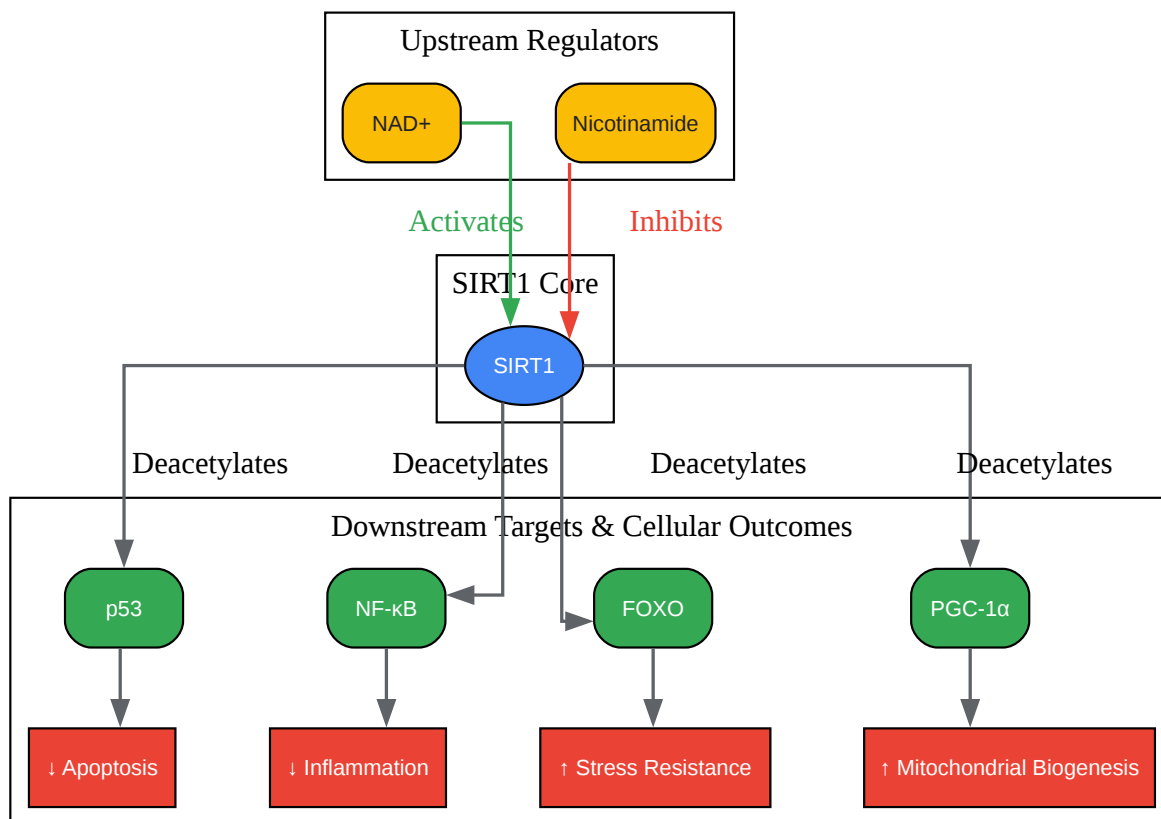 Upstream Regulators
NAD+
Nicotinamide
Activates
Inhibits
SIRT1 Core
SIRT1
Deacetylates
Deacetylates
Deacetylates
Deacetylates
Downstream Targets & Cellular Outcomes
p53
NF-κB
FOXO
PGC-1α
↓ Apoptosis
↓ Inflammation
↑ Stress Resistance
↑ Mitochondrial Biogenesis